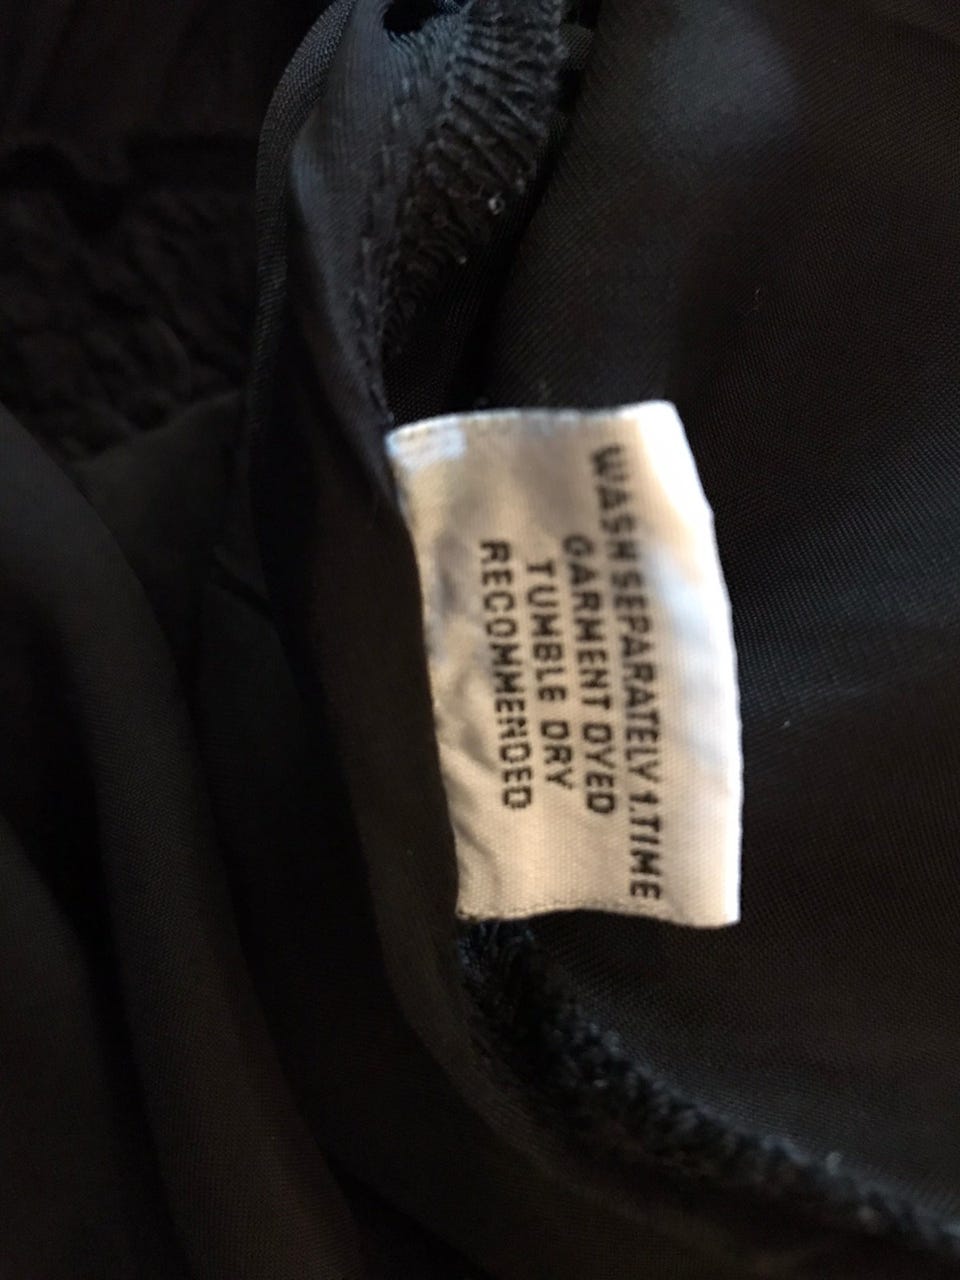 WASH SEPARATELY 1.TIME
GARMENT DYED
TUMBLE DRY
RECOMMENDED